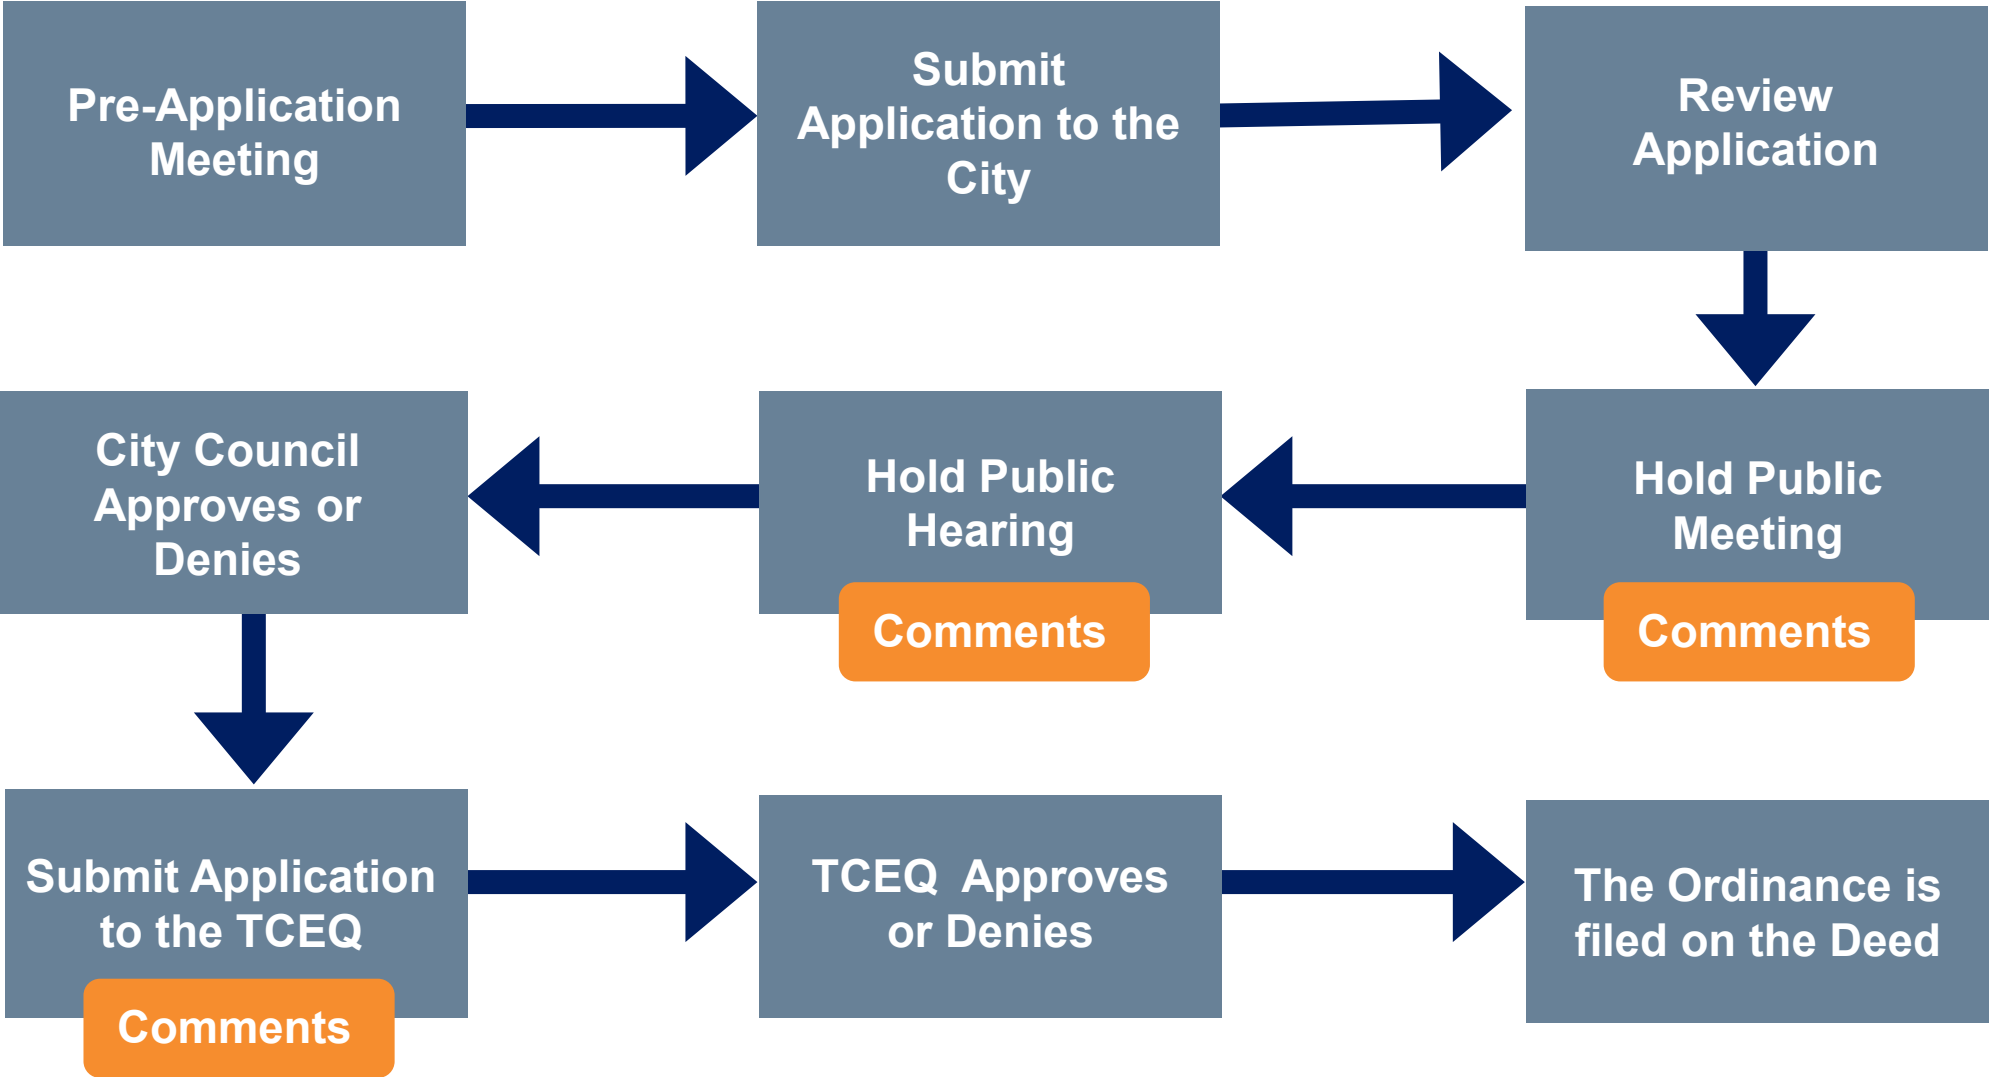 Pre-Application
Meeting
Submit
Application to the
City
Review
Application
Hold Public
Meeting
Comments
Hold Public
Hearing
Comments
City Council
Approves or
Denies
Submit Application
to the TCEQ
Comments
TCEQ Approves
or Denies
The Ordinance is
filed on the Deed